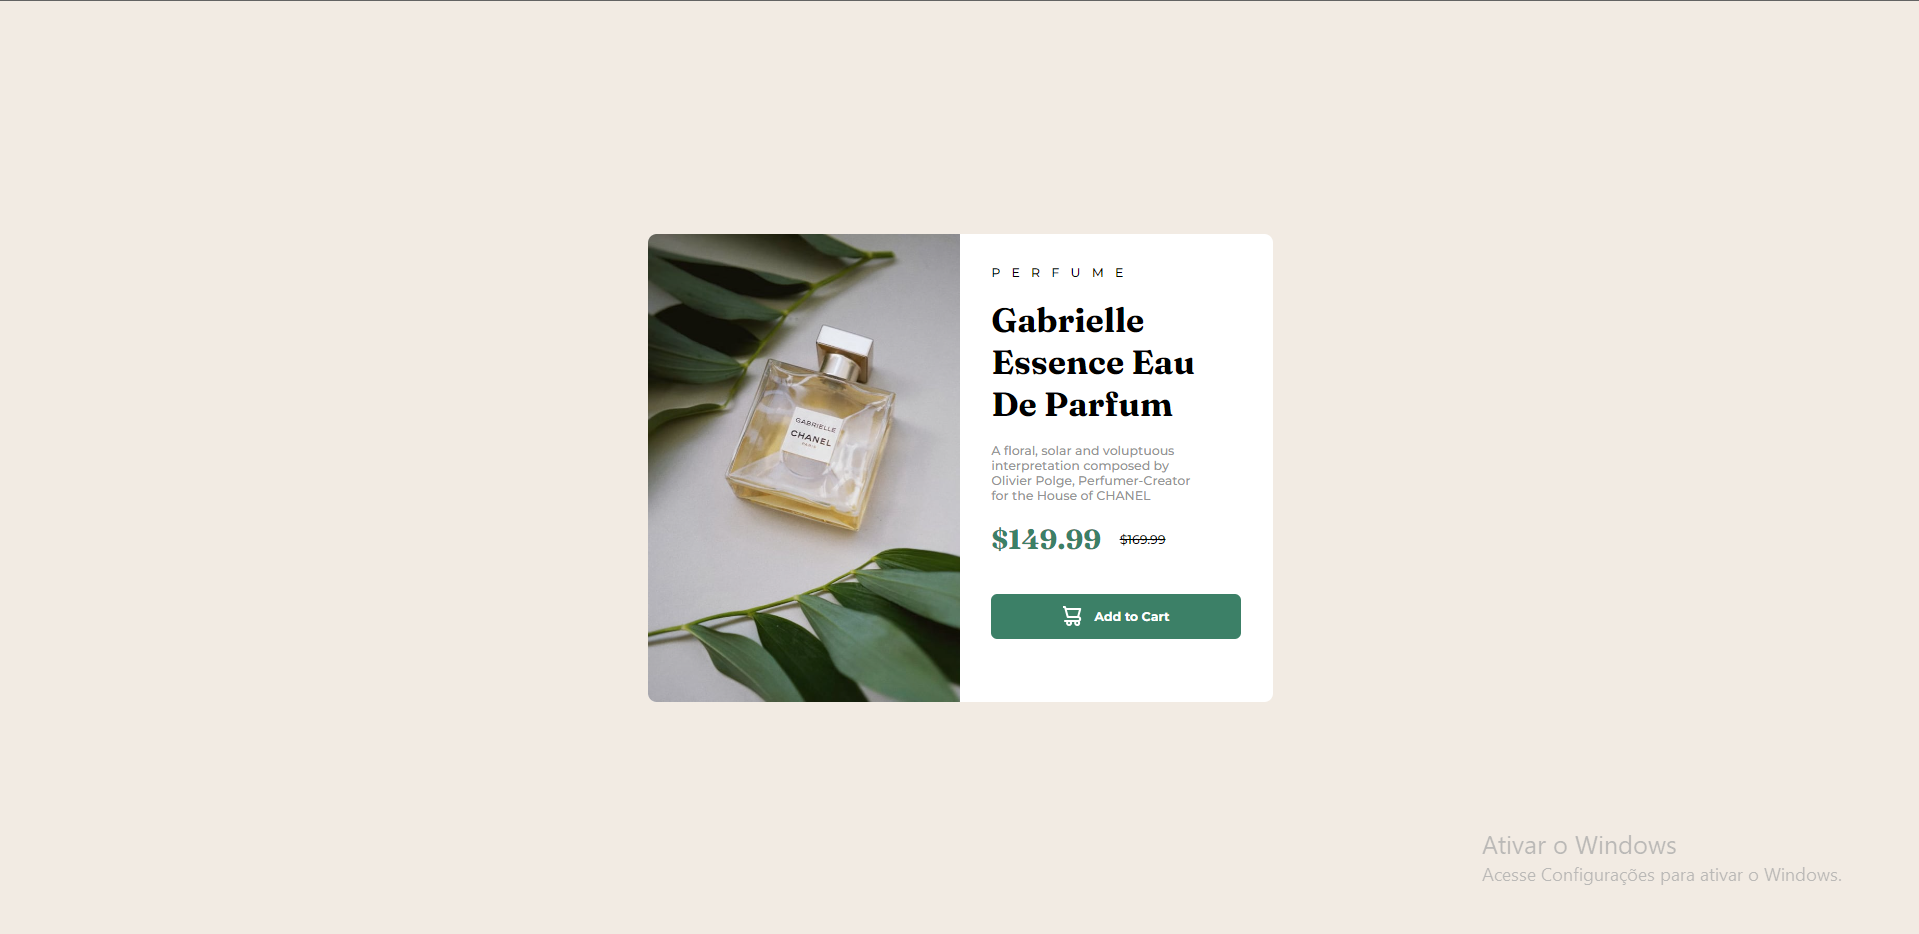 P E R F U M E
Gabrielle
Essence Eau
De Parfum
A floral, solar and voluptuous
interpretation composed by
Olivier Polge, Perfumer-Creator
for the House of CHANEL
$149.99 $169.99
Add to Cart
GABRIELLE
CHANEL
PARIS
Ativar o Windows
Acesse Configurações para ativar o Windows.